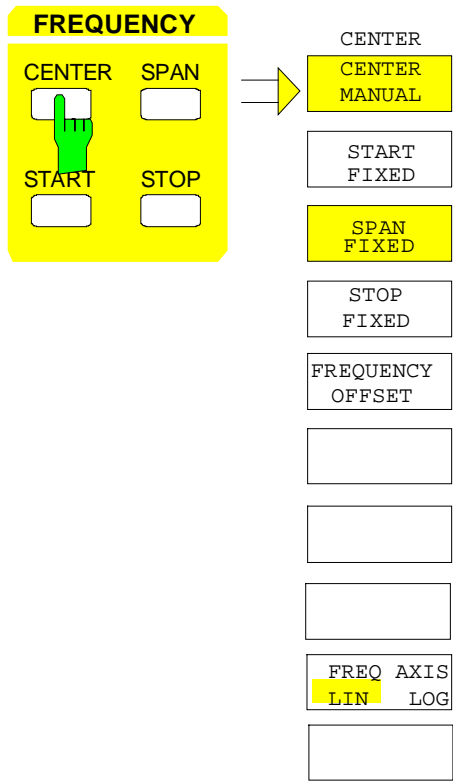 FREQUENCY
CENTER SPAN
START STOP
CENTER
CENTER
MANUAL
START
FIXED
SPAN
FIXED
STOP
FIXED
FREQUENCY
OFFSET
FREQ AXIS
LIN LOG